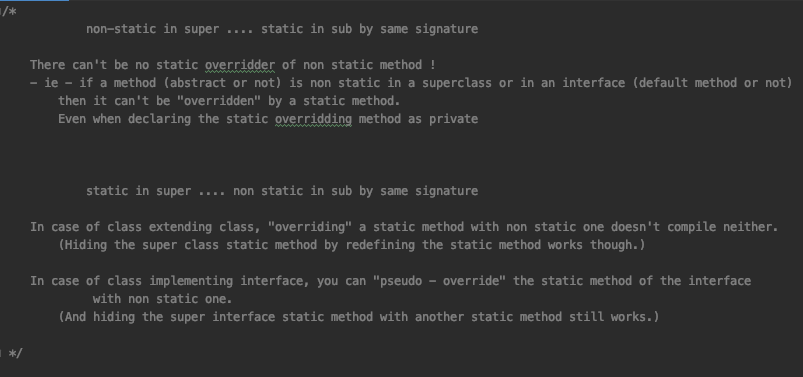 /*
non-static in super .... static in sub by same signature
There can't be no static overridder of non static method !
- ie - if a method (abstract or not) is non static in a superclass or in an interface (default method or not)
then it can't be "overridden" by a static method.
Even when declaring the static overridding method as private
static in super .... non static in sub by same signature
In case of class extending class, "overriding" a static method with non static one doesn't compile neither.
(Hiding the super class static method by redefining the static method works though.)
In case of class implementing interface, you can "pseudo - override" the static method of the interface
with non static one.
(And hiding the super interface static method with another static method still works.)
*/